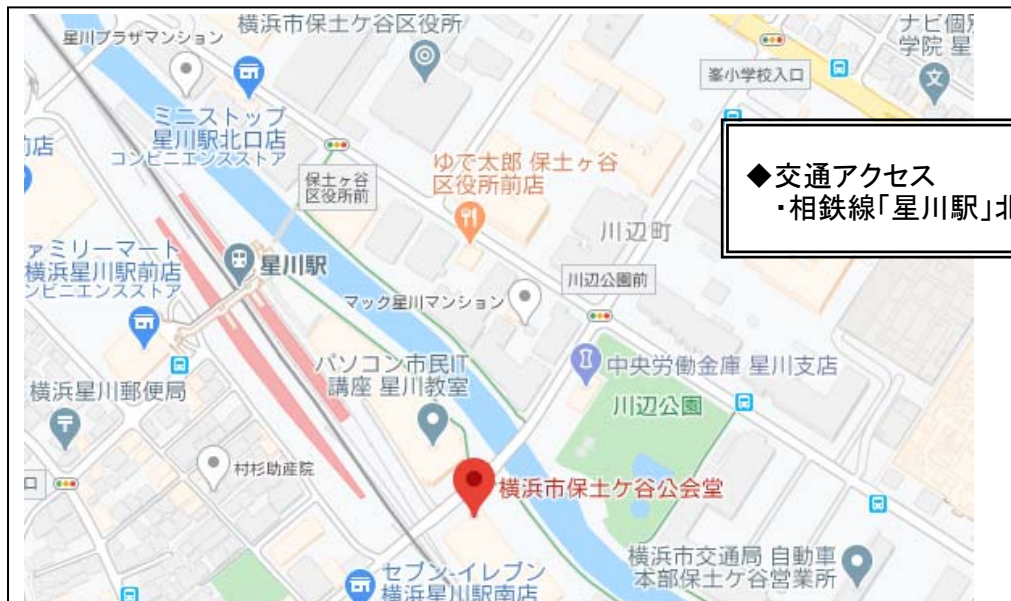 横浜市保土ケ谷区役所
星川プラザマンション
ナビ個別
学院 星
峯小学校入口
ミニストップ
星川駅北口店
コンビニエンスストア
前店
保土ヶ谷
区役所前
ゆで太郎 保土ヶ谷
区役所前店
◆交通アクセス
・相鉄線「星川駅」北
川辺町
ァミリーマート
横浜星川駅前店
ンビニエンスストア
星川駅
川辺公園前
マック星川マンション
パソコン市民IT
講座 星川教室
中央労働金庫 星川支店
横浜星川郵便局
川辺公園
村杉助産院
口
横浜市保土ケ谷公会堂
横浜市交通局 自動車
本部保土ケ谷営業所
セブン-イレブン
横浜星川駅南店